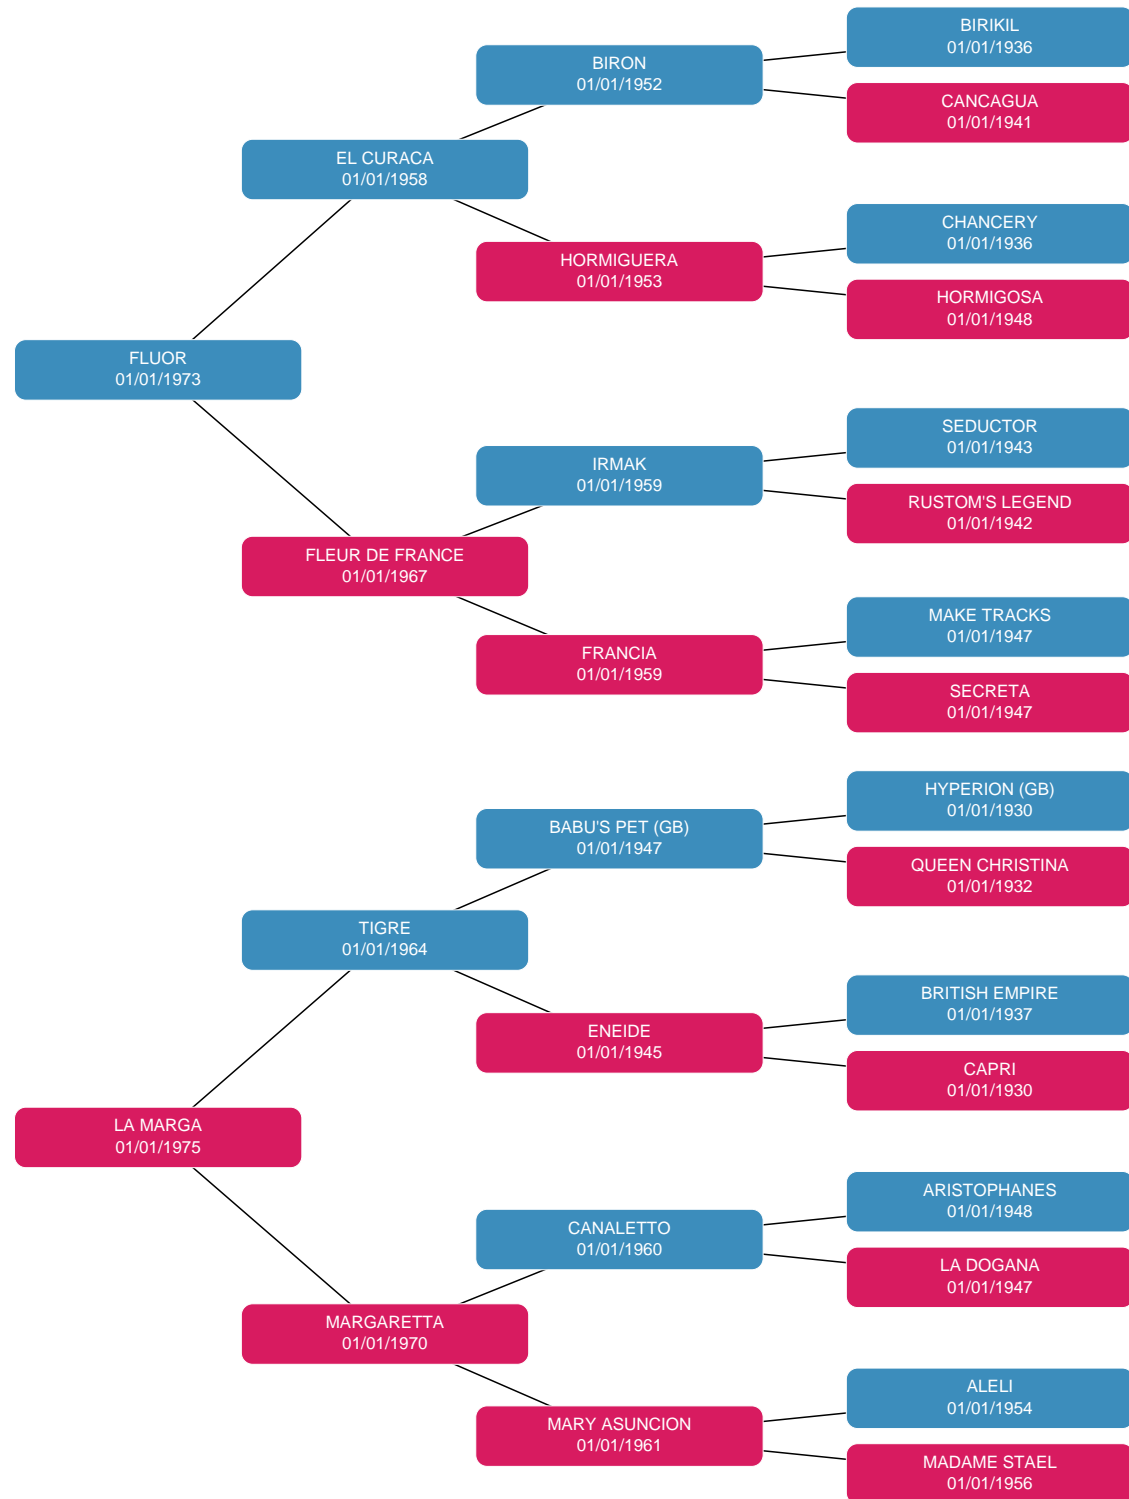 BIRIKIL
01/01/1936
BIRON
01/01/1952
CANCAGUA
01/01/1941
EL CURACA
01/01/1958
CHANCERY
01/01/1936
HORMIGUERA
01/01/1953
HORMIGOSA
01/01/1948
FLUOR
01/01/1973
SEDUCTOR
01/01/1943
IRMAK
01/01/1959
RUSTOM'S LEGEND
01/01/1942
FLEUR DE FRANCE
01/01/1967
MAKE TRACKS
01/01/1947
FRANCIA
01/01/1959
SECRETA
01/01/1947
HYPERION (GB)
01/01/1930
BABU'S PET (GB)
01/01/1947
QUEEN CHRISTINA
01/01/1932
TIGRE
01/01/1964
BRITISH EMPIRE
01/01/1937
ENEIDE
01/01/1945
CAPRI
01/01/1930
LA MARGA
01/01/1975
ARISTOPHANES
01/01/1948
CANALETTO
01/01/1960
LA DOGANA
01/01/1947
MARGARETTA
01/01/1970
ALELI
01/01/1954
MARY ASUNCION
01/01/1961
MADAME STAEL
01/01/1956